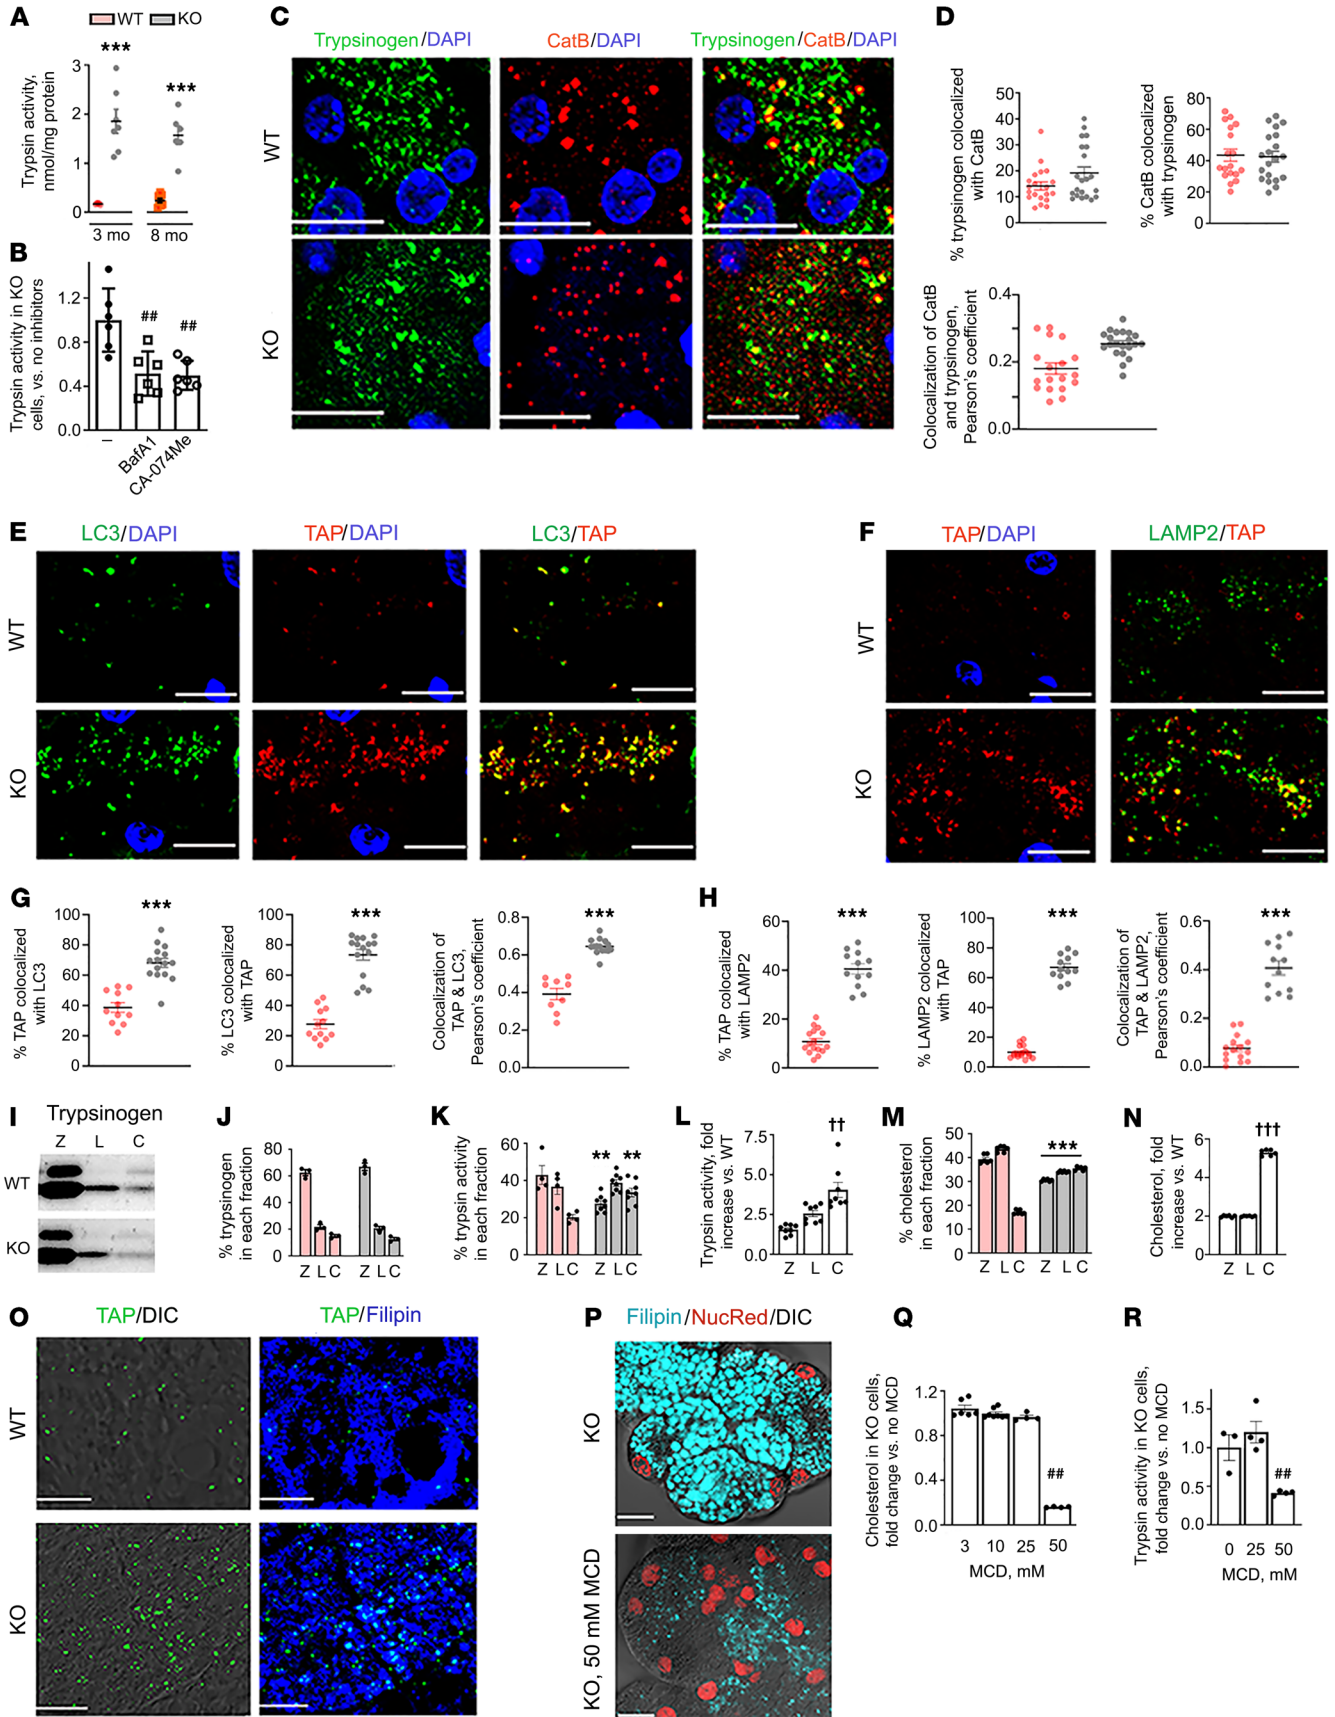 A
WT KO
***
***
Trypsin activity,
nmol/mg protein
3
2
1
0
3 mo 8 mo
B
Trypsin activity in KO
cells, vs. no inhibitors
1.2
0.8
0.4
0.0
## ##
– BafA1 CA-074Me
C
Trypsinogen/DAPI CatB/DAPI Trypsinogen/CatB/DAPI
WT
KO
D
% trypsinogen colocalized
with CatB
50
40
30
20
10
0
% CatB colocalized
with trypsinogen
80
60
40
20
0
Colocalization of CatB
and trypsinogen,
Pearson's coefficient
0.4
0.2
0.0
E
LC3/DAPI TAP/DAPI LC3/TAP
WT
KO
F
TAP/DAPI LAMP2/TAP
WT
KO
G
% TAP colocalized
with LC3
100
80
60
40
20
0
***
% LC3 colocalized
with TAP
100
80
60
40
20
0
***
Colocalization of
TAP & LC3,
Pearson's coefficient
0.8
0.6
0.4
0.2
0.0
***
H
% TAP colocalized
with LAMP2
60
40
20
0
***
% LAMP2 colocalized
with TAP
100
80
60
40
20
0.0
***
Colocalization of
TAP & LAMP2,
Pearson's coefficient
0.6
0.4
0.2
0.0
***
I
Trypsinogen
Z L C
WT
KO
J
% trypsinogen
in each fraction
80
60
40
20
0
Z L C Z L C
K
% trypsin activity
in each fraction
60
40
20
0
** **
Z L C Z L C
L
Trypsin activity, fold
increase vs. WT
7.5
5.0
2.5
0.0
††
Z L C
M
% cholesterol
in each fraction
50
40
30
20
10
0
***
Z L C Z L C
N
Cholesterol, fold
increase vs. WT
6
4
2
0
†††
Z L C
O
TAP/DIC TAP/Filipin
WT
KO
P
Filipin/NucRed/DIC
KO
KO, 50 mM MCD
Q
Cholesterol in KO cells,
fold change vs. no MCD
1.2
0.8
0.4
0.0
##
3 10 25 50
MCD, mM
R
Trypsin activity in KO cells,
fold change vs. no MCD
1.5
1.0
0.5
0.0
##
0 25 50
MCD, mM